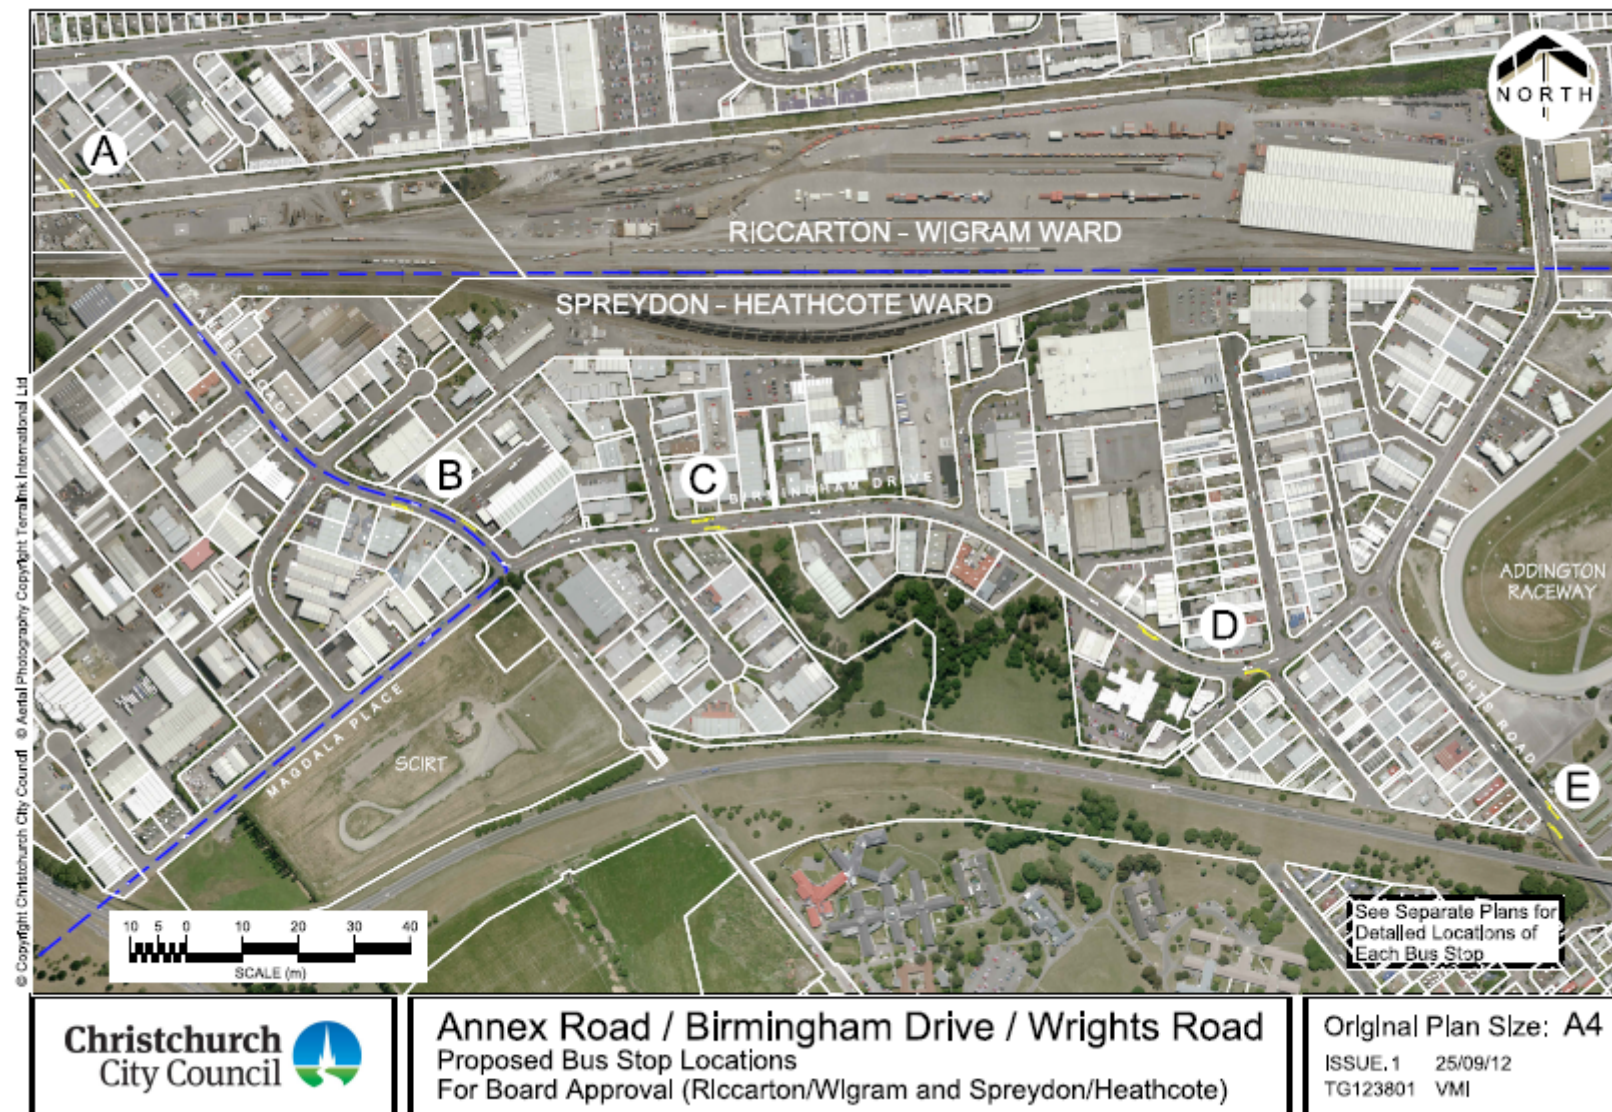 A
NORTH
RICCARTON - WIGRAM WARD
SPREYDON - HEATHCOTE WARD
ANNEX ROAD
B
C
BIRMINGHAM DRIVE
ADDINGTON
RACEWAY
D
WRIGHTS ROAD
MAGDALA PLACE
SCIRT
E
© Copyright Christchurch City Council © Aerial Photography Copyright Terralink International Ltd
10 5 0 10 20 30 40
SCALE (m)
See Separate Plans for
Detailed Locations of
Each Bus Stop
Christchurch
City Council
Annex Road / Birmingham Drive / Wrights Road
Proposed Bus Stop Locations
For Board Approval (Riccarton/Wigram and Spreydon/Heathcote)
Original Plan Size: A4
ISSUE. 1 25/09/12
TG123801 VMI